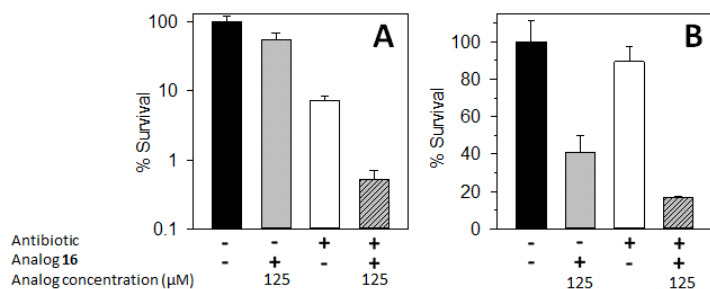 A
% Survival
100
10
1
0.1
B
% Survival
100
80
60
40
20
0
Antibiotic - - + + - - + +
Analog 16 - + - + - + - +
Analog concentration (μM) 125 125 125 125